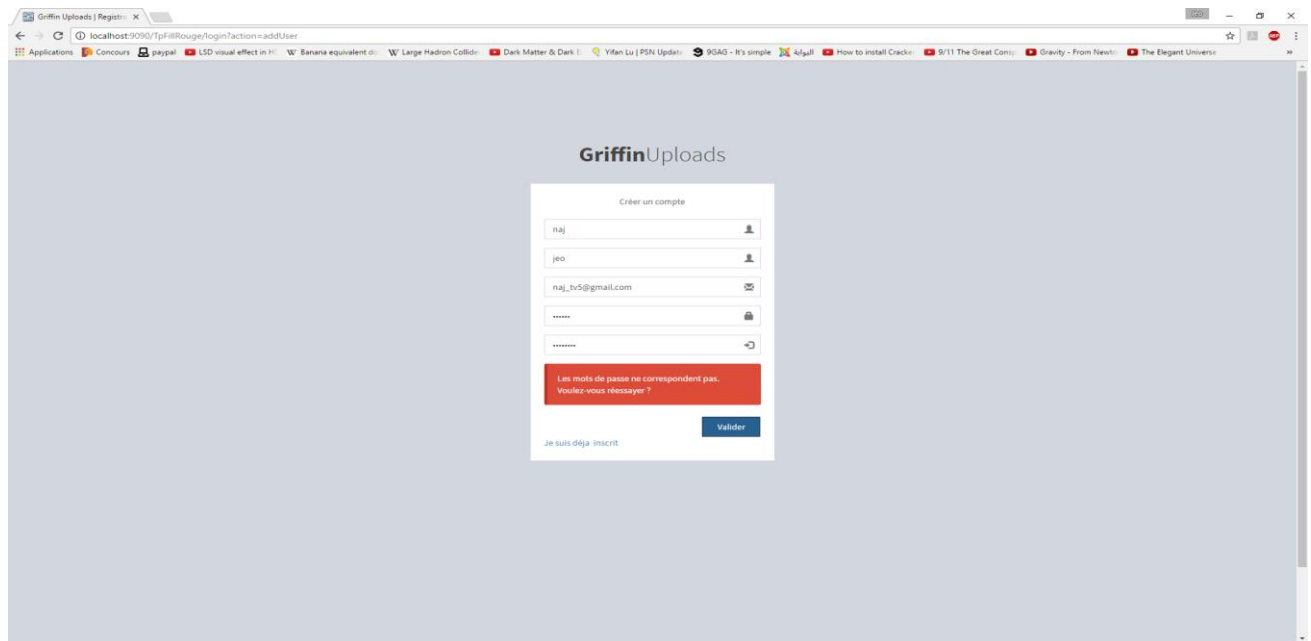 Griffin Uploads | Registr
localhost:9090/TpFilRouge/login?action=addUser
Applications Concours paypal LSD visual effect in H Banana equivalent do Large Hadron Collide Dark Matter & Dark E Yifan Lu | PSN Update 9GAG - It's simple البوابة How to install Cracke 9/11 The Great Consp Gravity - From Newto The Elegant Universe
GriffinUploads
Créer un compte
naj
jeo
naj_tv5@gmail.com
••••••
••••••••
Les mots de passe ne correspondent pas.
Voulez-vous réessayer ?
Valider
Je suis déja inscrit